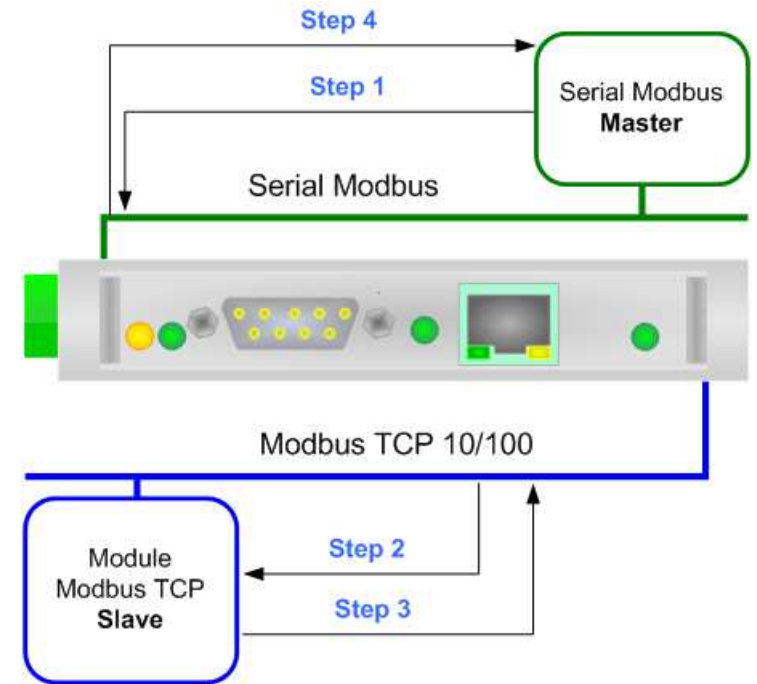 Step 4
Step 1
Serial Modbus
Master
Serial Modbus
Modbus TCP 10/100
Step 2
Module
Modbus TCP
Slave
Step 3